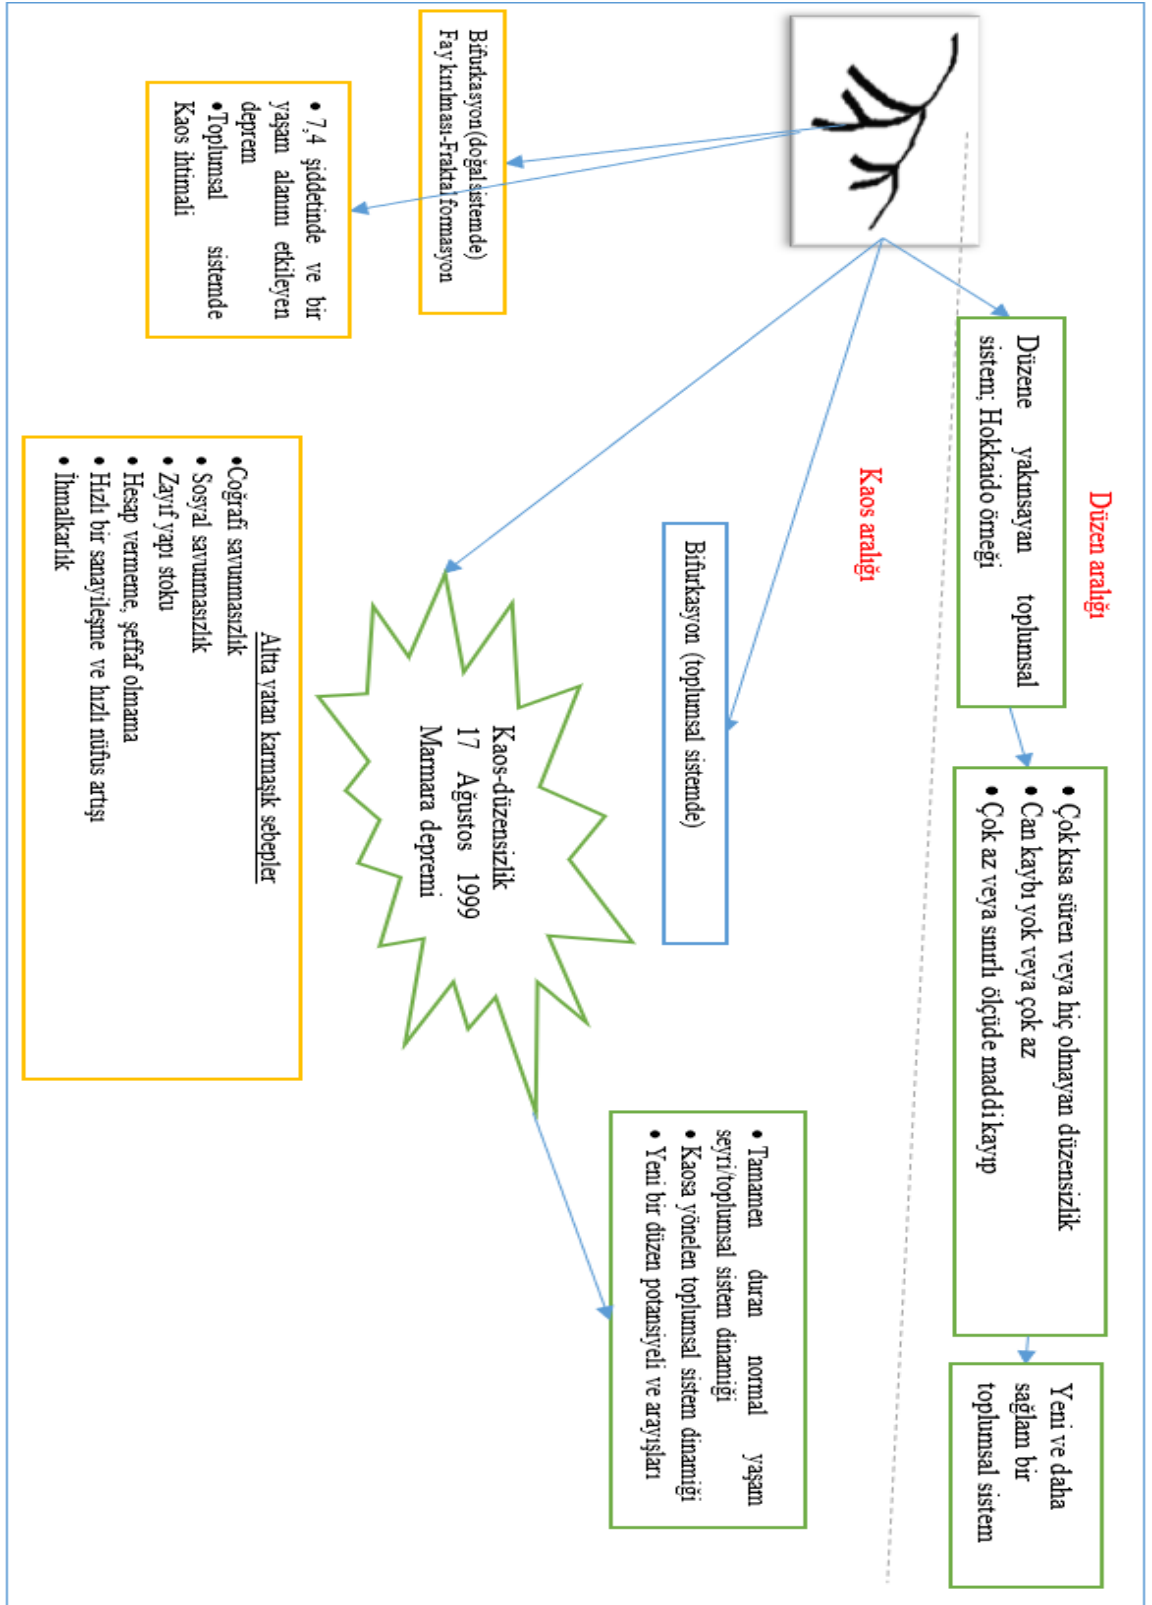 Düzen aralığı
Düzene yakınsayan toplumsal
sistem; Hokkaido örneği
• Çok kısa süren veya hiç olmayan düzensizlik
• Can kaybı yok veya çok az
• Çok az veya sınırlı ölçüde maddi kayıp
Yeni ve daha
sağlam bir
toplumsal sistem
Kaos aralığı
Bifurkasyon (toplumsal sistemde)
• Tamamen duran normal yaşam
seyri/toplumsal sistem dinamiği
• Kaosa yönelen toplumsal sistem dinamiği
• Yeni bir düzen potansiyeli ve arayışları
Bifurkasyon (doğal sistemde)
Fay kırılması-Fraktal formasyon
Kaos-düzensizlik
17 Ağustos 1999
Marmara depremi
• 7,4 şiddetinde ve bir
yaşam alanını etkileyen
deprem
• Toplumsal sistemde
Kaos ihtimali
Altta yatan karmaşık sebepler
• Coğrafi savunmasızlık
• Sosyal savunmasızlık
• Zayıf yapı stoku
• Hesap vermeme, şeffaf olmama
• Hızlı bir sanayileşme ve hızlı nüfus artışı
• İhmalkarlık